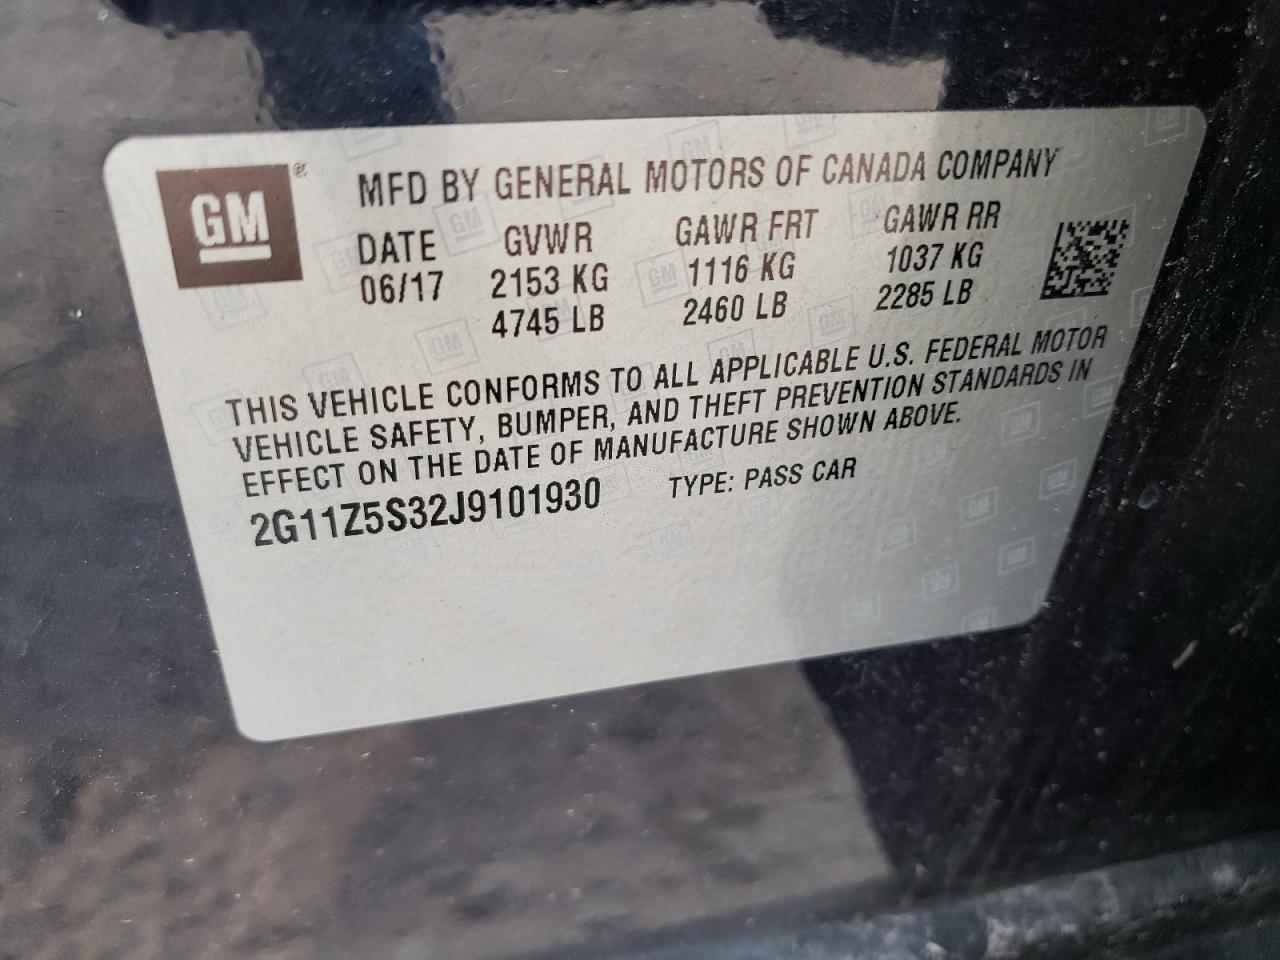 GM ®
MFD BY GENERAL MOTORS OF CANADA COMPANY
DATE GVWR GAWR FRT GAWR RR
06/17 2153 KG 1116 KG 1037 KG
4745 LB 2460 LB 2285 LB
THIS VEHICLE CONFORMS TO ALL APPLICABLE U.S. FEDERAL MOTOR
VEHICLE SAFETY, BUMPER, AND THEFT PREVENTION STANDARDS IN
EFFECT ON THE DATE OF MANUFACTURE SHOWN ABOVE.
2G11Z5S32J9101930 TYPE: PASS CAR